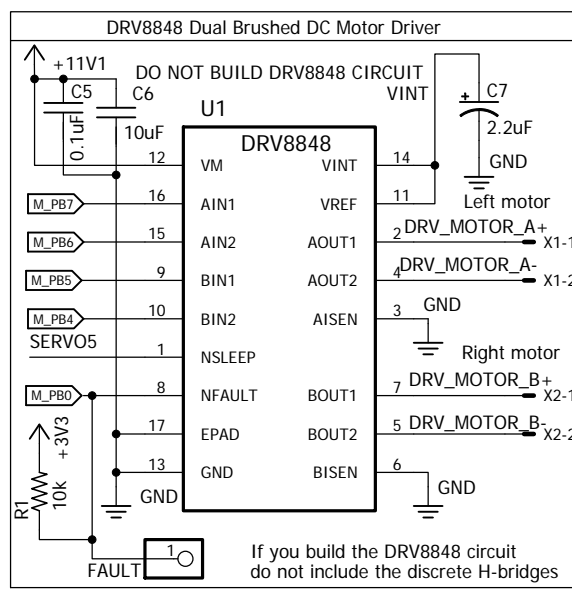 DRV8848 Dual Brushed DC Motor Driver
+11V1
DO NOT BUILD DRV8848 CIRCUIT
VINT
C5
0.1uF
C6
10uF
U1
DRV8848
C7
2.2uF
+
GND
12 VM
VINT 14
M_PB7 16 AIN1
VREF 11
Left motor
M_PB6 15 AIN2
AOUT1 2 DRV_MOTOR_A+ X1-1
M_PB5 9 BIN1
AOUT2 4 DRV_MOTOR_A- X1-2
M_PB4 10 BIN2
AISEN 3 GND
SERVO5 1 NSLEEP
Right motor
M_PB0 8 NFAULT
BOUT1 7 DRV_MOTOR_B+ X2-1
17 EPAD
BOUT2 5 DRV_MOTOR_B- X2-2
13 GND
BISEN 6 GND
+3V3
R1
10k
GND
FAULT 1
If you build the DRV8848 circuit
do not include the discrete H-bridges